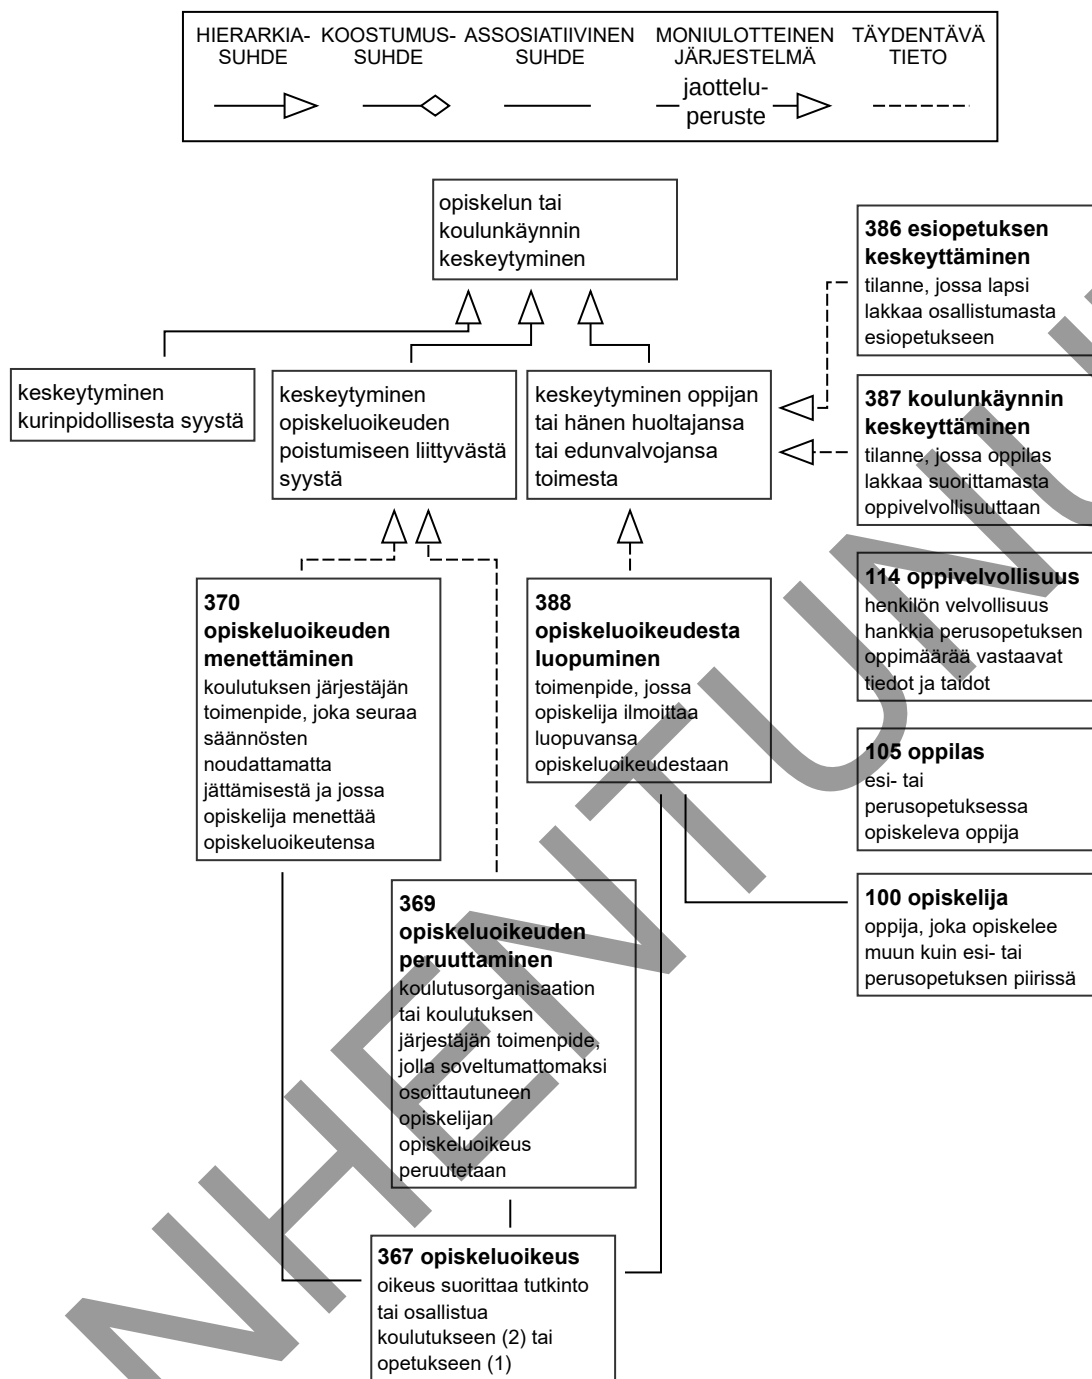 HIERARKIA-
SUHDE
KOOSTUMUS-
SUHDE
ASSOSIATIIVINEN
SUHDE
MONIULOTTEINEN
JÄRJESTELMÄ
jaottelu-
peruste
TÄYDENTÄVÄ
TIETO
opiskelun tai
koulunkäynnin
keskeytyminen
keskeytyminen
kurinpidollisesta syystä
keskeytyminen
opiskeluoikeuden
poistumiseen liittyvästä
syystä
keskeytyminen oppijan
tai hänen huoltajansa
tai edunvalvojansa
toimesta
386 esiopetuksen
keskeyttäminen
tilanne, jossa lapsi
lakkaa osallistumasta
esiopetukseen
387 koulunkäynnin
keskeyttäminen
tilanne, jossa oppilas
lakkaa suorittamasta
oppivelvollisuuttaan
114 oppivelvollisuus
henkilön velvollisuus
hankkia perusopetuksen
oppimäärää vastaavat
tiedot ja taidot
105 oppilas
esi- tai
perusopetuksessa
opiskeleva oppija
100 opiskelija
oppija, joka opiskelee
muun kuin esi- tai
perusopetuksen piirissä
370
opiskeluoikeuden
menettäminen
koulutuksen järjestäjän
toimenpide, joka seuraa
säännösten
noudattamatta
jättämisestä ja jossa
opiskelija menettää
opiskeluoikeutensa
388
opiskeluoikeudesta
luopuminen
toimenpide, jossa
opiskelija ilmoittaa
luopuvansa
opiskeluoikeudestaan
369
opiskeluoikeuden
peruuttaminen
koulutusorganisaation
tai koulutuksen
järjestäjän toimenpide,
jolla soveltumattomaksi
osoittautuneen
opiskelijan
opiskeluoikeus
peruutetaan
367 opiskeluoikeus
oikeus suorittaa tutkinto
tai osallistua
koulutukseen (2) tai
opetukseen (1)
NHENTUNU